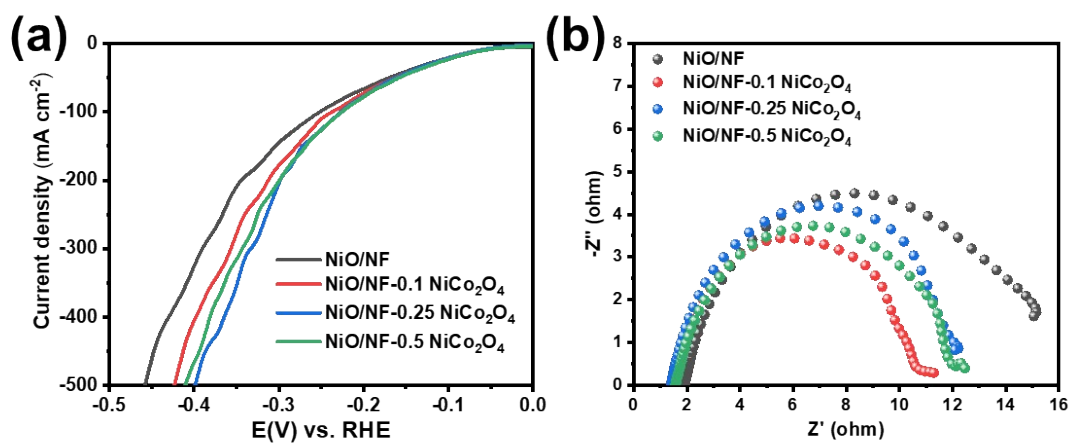 (a)
0
-100
-200
-300
-400
-500
Current density (mA cm⁻²)
NiO/NF
NiO/NF-0.1 NiCo₂O₄
NiO/NF-0.25 NiCo₂O₄
NiO/NF-0.5 NiCo₂O₄
-0.5 -0.4 -0.3 -0.2 -0.1 0.0
E(V) vs. RHE
(b)
-8
-7
-6
-5
-4
-3
-2
-1
0
-Z'' (ohm)
NiO/NF
NiO/NF-0.1 NiCo₂O₄
NiO/NF-0.25 NiCo₂O₄
NiO/NF-0.5 NiCo₂O₄
0 2 4 6 8 10 12 14 16
Z' (ohm)